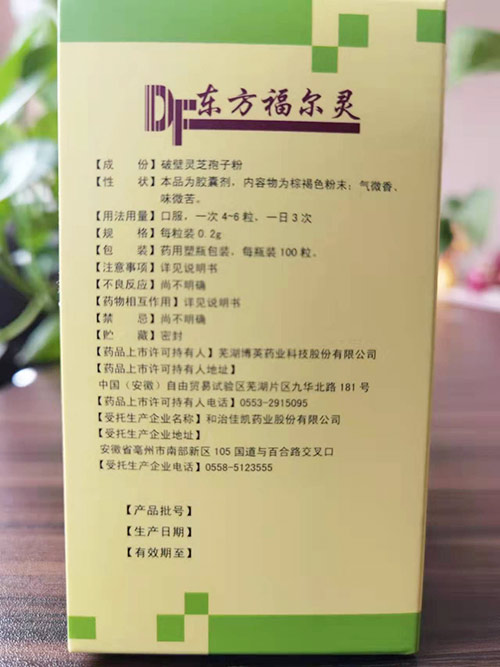 DF东方福尔灵
【成　　份】破壁灵芝孢子粉
【性　　状】本品为胶囊剂，内容物为棕褐色粉末；气微香、
味微苦。
【用法用量】口服，一次4-6粒，一日3次
【规　　格】每粒装0.2g
【包　　装】药用塑瓶包装，每瓶装100粒。
【注意事项】详见说明书
【不良反应】尚不明确
【药物相互作用】详见说明书
【禁　　忌】尚不明确
【贮　　藏】密封
【药品上市许可持有人】芜湖博英药业科技股份有限公司
【药品上市许可持有人地址】
中国（安徽）自由贸易试验区芜湖片区九华北路181号
【药品上市许可持有人电话】0553-2915095
【受托生产企业名称】和治佳凯药业股份有限公司
【受托生产企业地址】
安徽省亳州市南部新区105国道与百合路交叉口
【受托生产企业电话】0558-5123555
【产品批号】
【生产日期】
【有效期至】